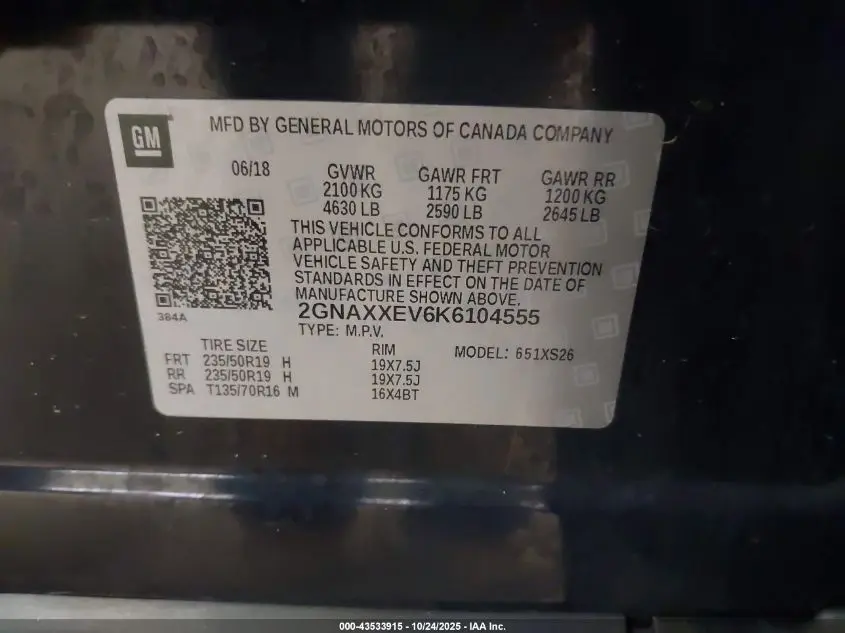 GM
MFD BY GENERAL MOTORS OF CANADA COMPANY
06/18
GVWR GAWR FRT GAWR RR
2100 KG 1175 KG 1200 KG
4630 LB 2590 LB 2645 LB
THIS VEHICLE CONFORMS TO ALL
APPLICABLE U.S. FEDERAL MOTOR
VEHICLE SAFETY AND THEFT PREVENTION
STANDARDS IN EFFECT ON THE DATE OF
MANUFACTURE SHOWN ABOVE.
384A
2GNAXXEV6K6104555
TYPE: M.P.V.
TIRE SIZE RIM MODEL: 651XS26
FRT 235/50R19 H 19X7.5J
RR 235/50R19 H 19X7.5J
SPA T135/70R16 M 16X4BT
000-43533915 - 10/24/2025 - IAA Inc.